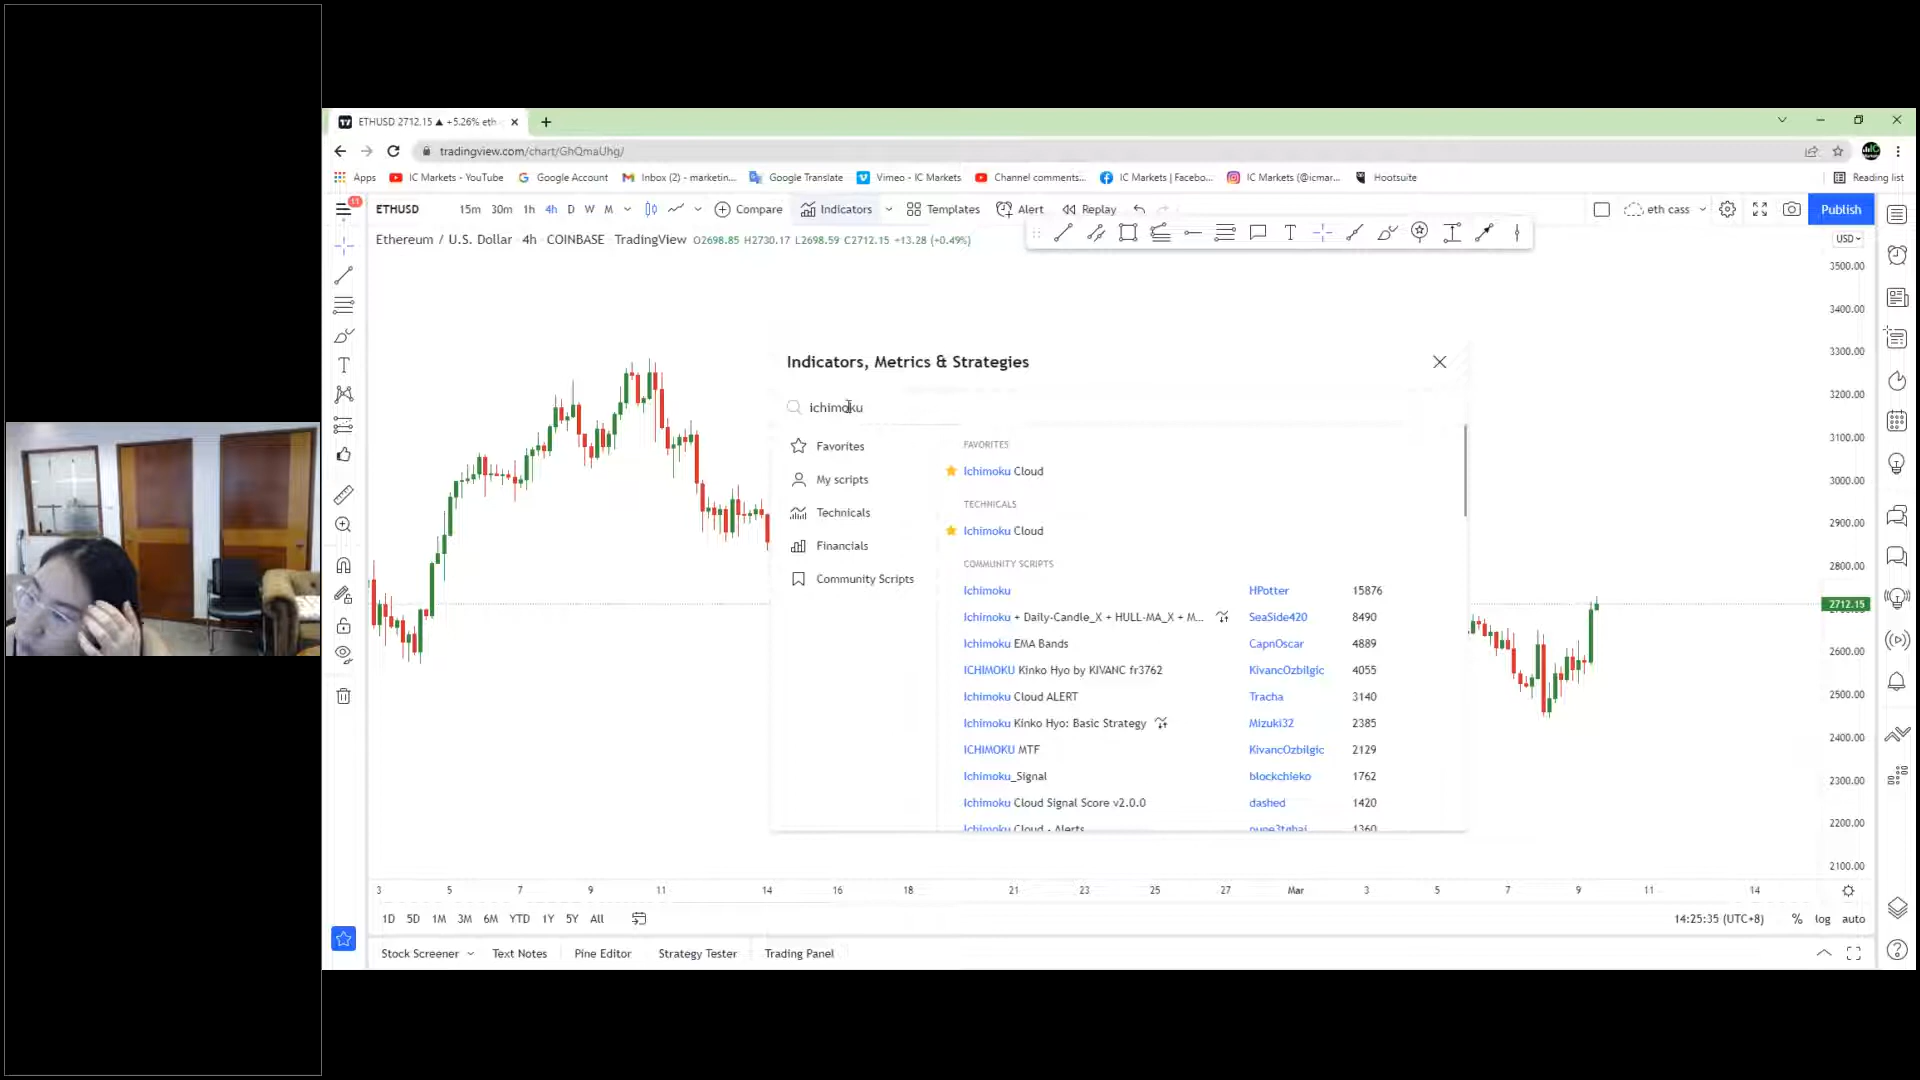 ETHUSD 2712.15 ▲ +5.26% eth
tradingview.com/chart/GhQmaUhg/
Apps IC Markets - YouTube Google Account Inbox (2) - marketin... Google Translate Vimeo - IC Markets Channel comments... IC Markets | Facebo... IC Markets (@icmar... Hootsuite Reading list
11
ETHUSD 15m 30m 1h 4h D W M Compare Indicators Templates Alert Replay eth cass Publish
Ethereum / U.S. Dollar · 4h · COINBASE · TradingView O2698.85 H2730.17 L2698.59 C2712.15 +13.28 (+0.49%)
USD
3500.00
3400.00
3300.00
3200.00
3100.00
3000.00
2900.00
2800.00
2712.15
2600.00
2500.00
2400.00
2300.00
2200.00
2100.00
Indicators, Metrics & Strategies
ichimoku
Favorites
My scripts
Technicals
Financials
Community Scripts
FAVORITES
Ichimoku Cloud
TECHNICALS
Ichimoku Cloud
COMMUNITY SCRIPTS
Ichimoku HPotter 15876
Ichimoku + Daily-Candle_X + HULL-MA_X + M... SeaSide420 8490
Ichimoku EMA Bands CapnOscar 4889
ICHIMOKU Kinko Hyo by KIVANC fr3762 KivancOzbilgic 4055
Ichimoku Cloud ALERT Tracha 3140
Ichimoku Kinko Hyo: Basic Strategy Mizuki32 2385
ICHIMOKU MTF KivancOzbilgic 2129
Ichimoku_Signal blockchieko 1762
Ichimoku Cloud Signal Score v2.0.0 dashed 1420
Ichimoku Cloud - Alerts 1360
3 5 7 9 11 14 16 18 21 23 25 27 Mar 3 5 7 9 11 14
1D 5D 1M 3M 6M YTD 1Y 5Y All 14:25:35 (UTC+8) % log auto
Stock Screener Text Notes Pine Editor Strategy Tester Trading Panel